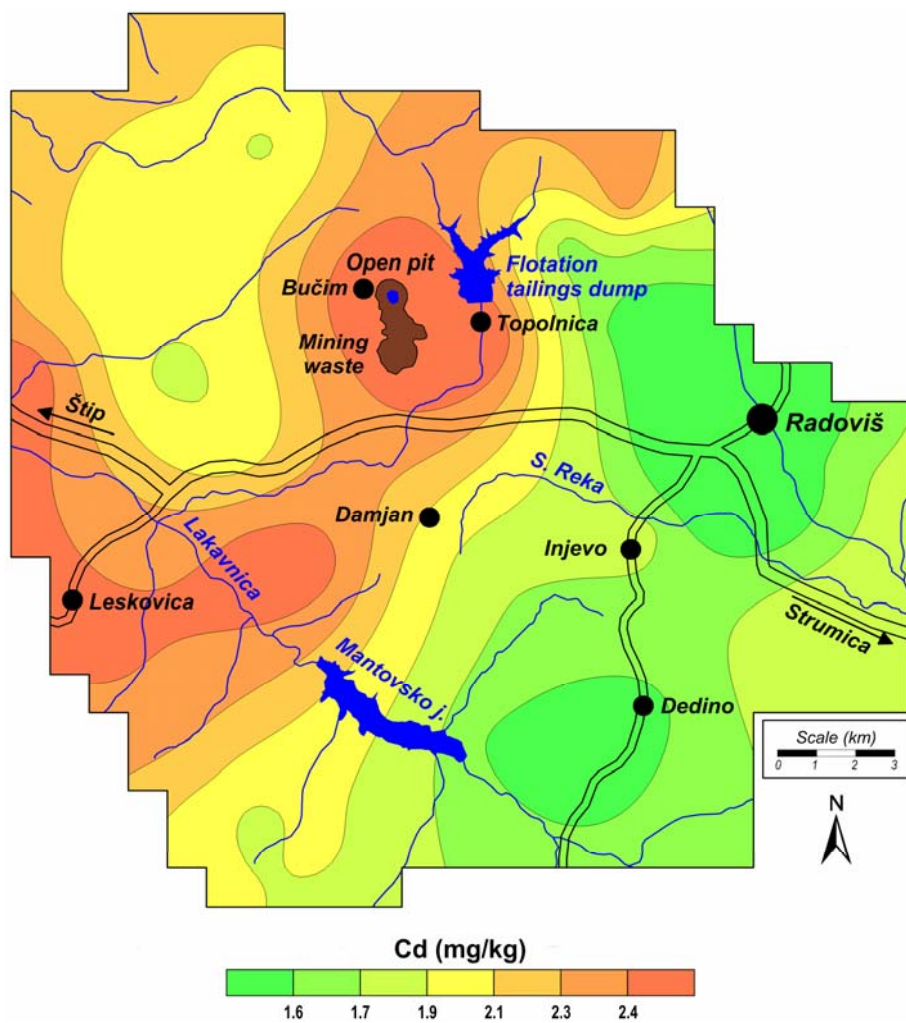 Open pit
Bučim
Flotation
tailings dump
Topolnica
Mining
waste
Štip
Radoviš
S. Reka
Damjan
Lakavnica
Injevo
Leskovica
Strumica
Mantovsko j.
Dedino
Scale (km)
0 1 2 3
N
Cd (mg/kg)
1.6 1.7 1.9 2.1 2.3 2.4